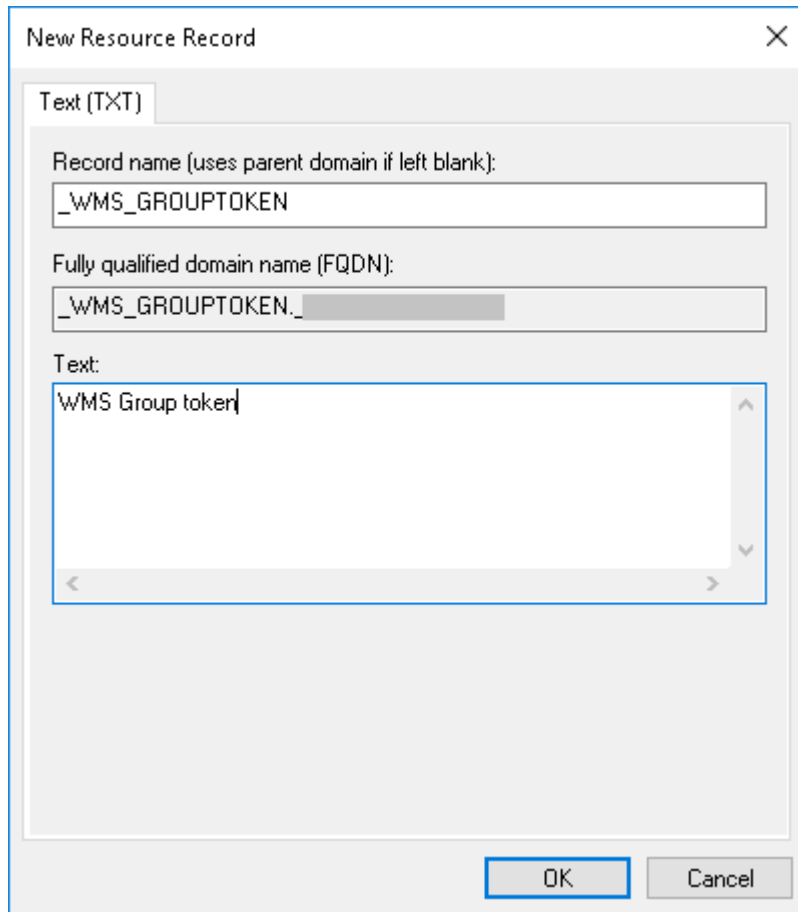 New Resource Record
Text (TXT)
Record name (uses parent domain if left blank):
_WMS_GROUPTOKEN
Fully qualified domain name (FQDN):
_WMS_GROUPTOKEN._
Text:
WMS Group token
OK
Cancel